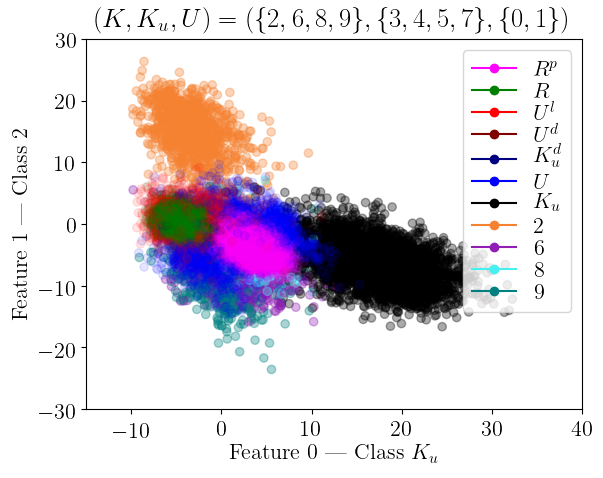 (K, K_u, U) = ({2, 6, 8, 9}, {3, 4, 5, 7}, {0, 1})
30
20
10
0
−10
−20
−30
Feature 1 — Class 2
−10
0
10
20
30
40
Feature 0 — Class K_u
R^p
R
U^l
U^d
K_u^d
U
K_u
2
6
8
9